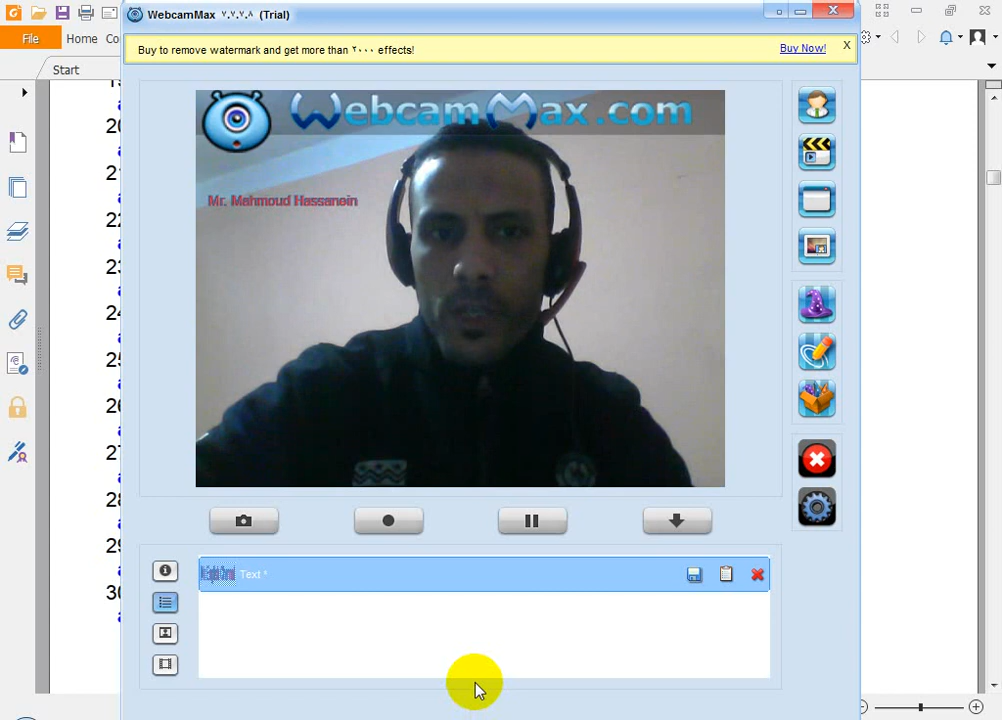 WebcamMax ٧.٧.٧.٨ (Trial)
File
Home
Co
Buy to remove watermark and get more than ٢٠٠٠ effects!
Buy Now!
X
Start
WebcamMax.com
Mr. Mahmoud Hassanein
20
21
22
23
24
25
26
27
28
29
30
Text *